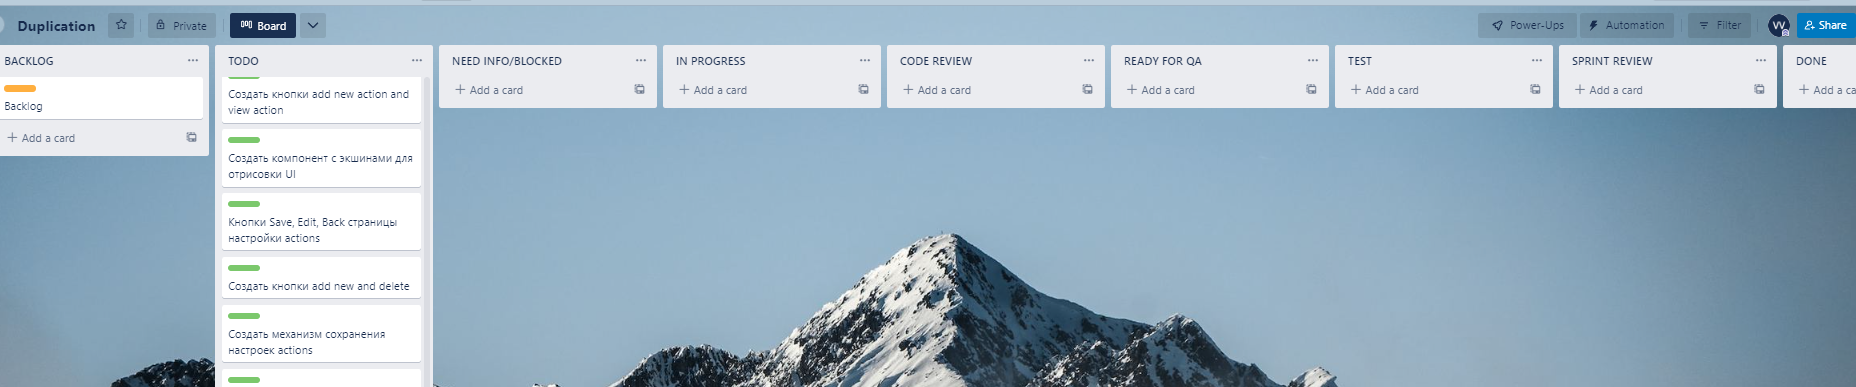 Duplication
Private
Board
Power-Ups
Automation
Filter
VV
Share
BACKLOG
Backlog
+ Add a card
TODO
Создать кнопки add new action and
view action
Создать компонент с экшинами для
отрисовки UI
Кнопки Save, Edit, Back страницы
настройки actions
Создать кнопки add new and delete
Создать механизм сохранения
настроек actions
NEED INFO/BLOCKED
+ Add a card
IN PROGRESS
+ Add a card
CODE REVIEW
+ Add a card
READY FOR QA
+ Add a card
TEST
+ Add a card
SPRINT REVIEW
+ Add a card
DONE
+ Add a ca